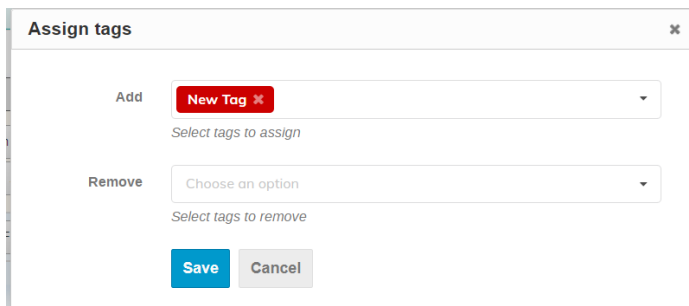 Assign tags
Add
New Tag
Select tags to assign
Remove
Choose an option
Select tags to remove
Save
Cancel